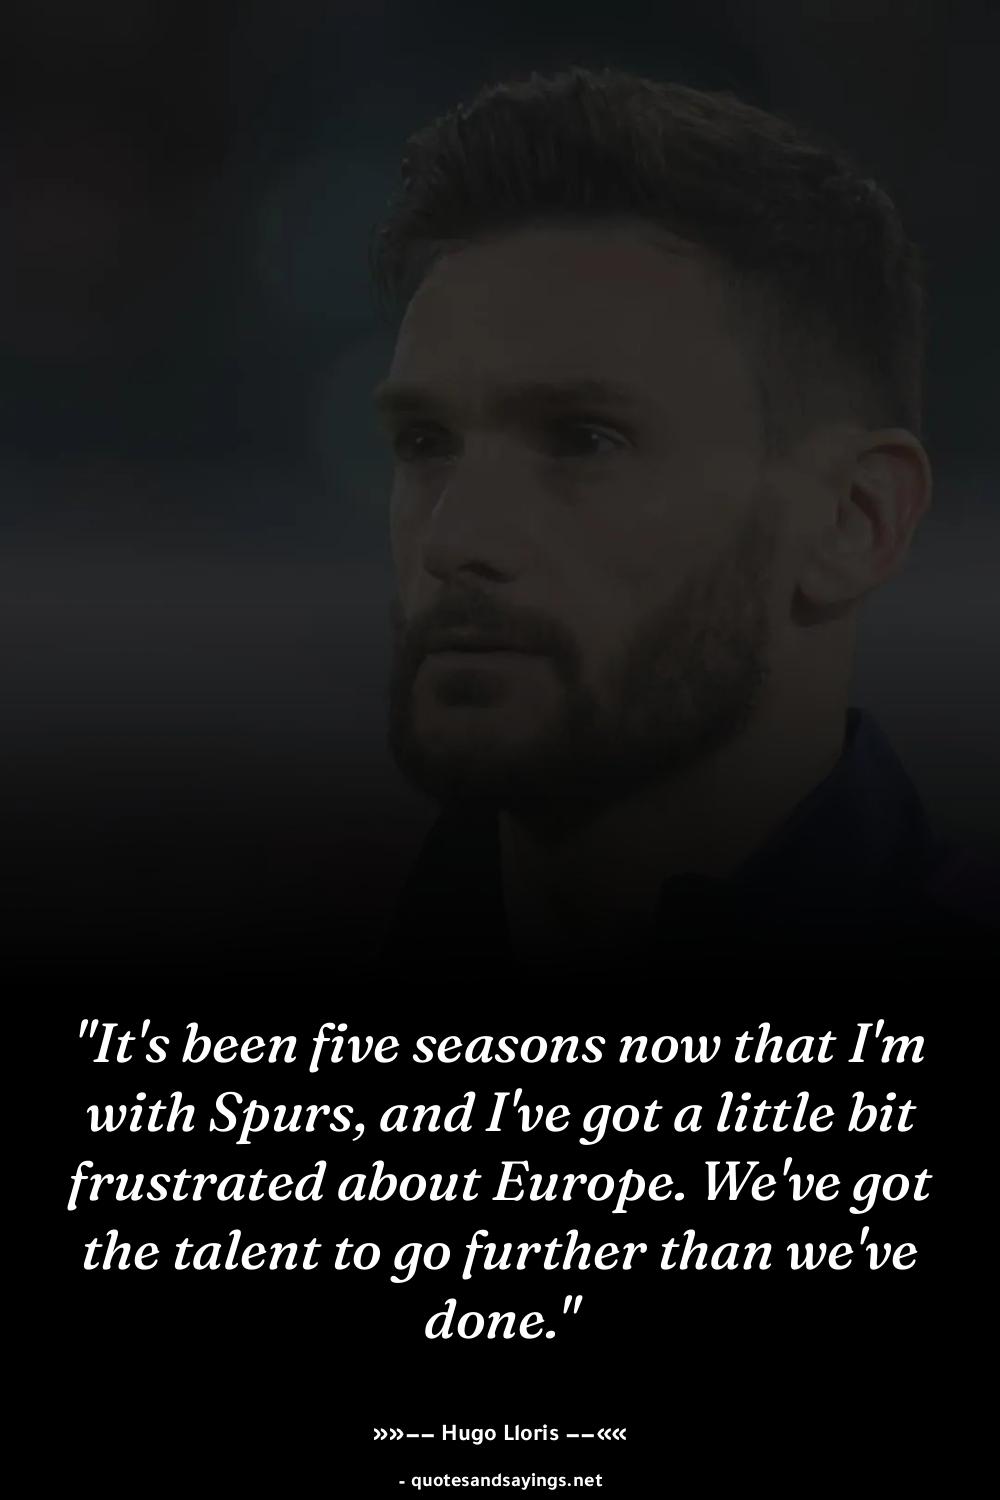 "It's been five seasons now that I'm
with Spurs, and I've got a little bit
frustrated about Europe. We've got
the talent to go further than we've
done."
»»–– Hugo Lloris ––««
- quotesandsayings.net